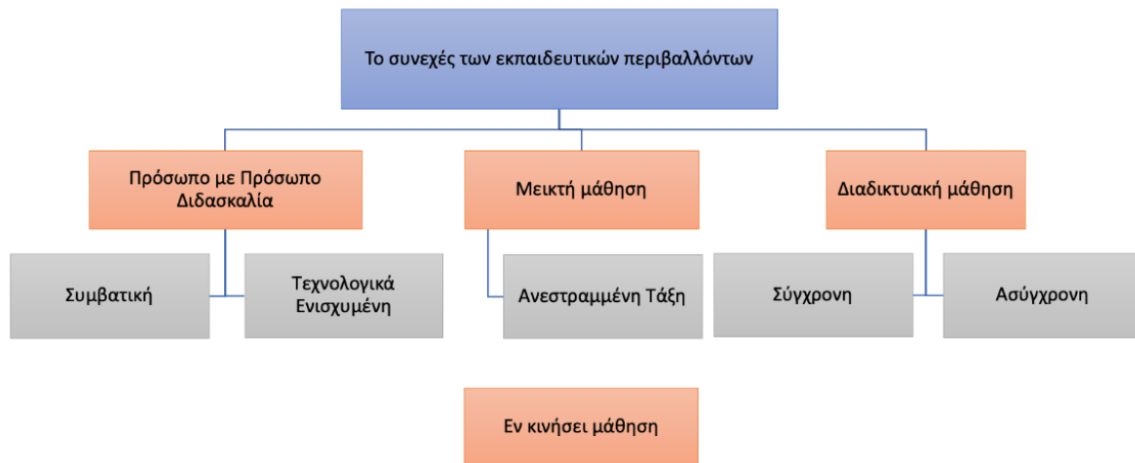 Το συνεχές των εκπαιδευτικών περιβαλλόντων
Πρόσωπο με Πρόσωπο
Διδασκαλία
Μεικτή μάθηση
Διαδικτυακή μάθηση
Συμβατική
Τεχνολογικά
Ενισχυμένη
Ανεστραμμένη Τάξη
Σύγχρονη
Ασύγχρονη
Εν κινήσει μάθηση